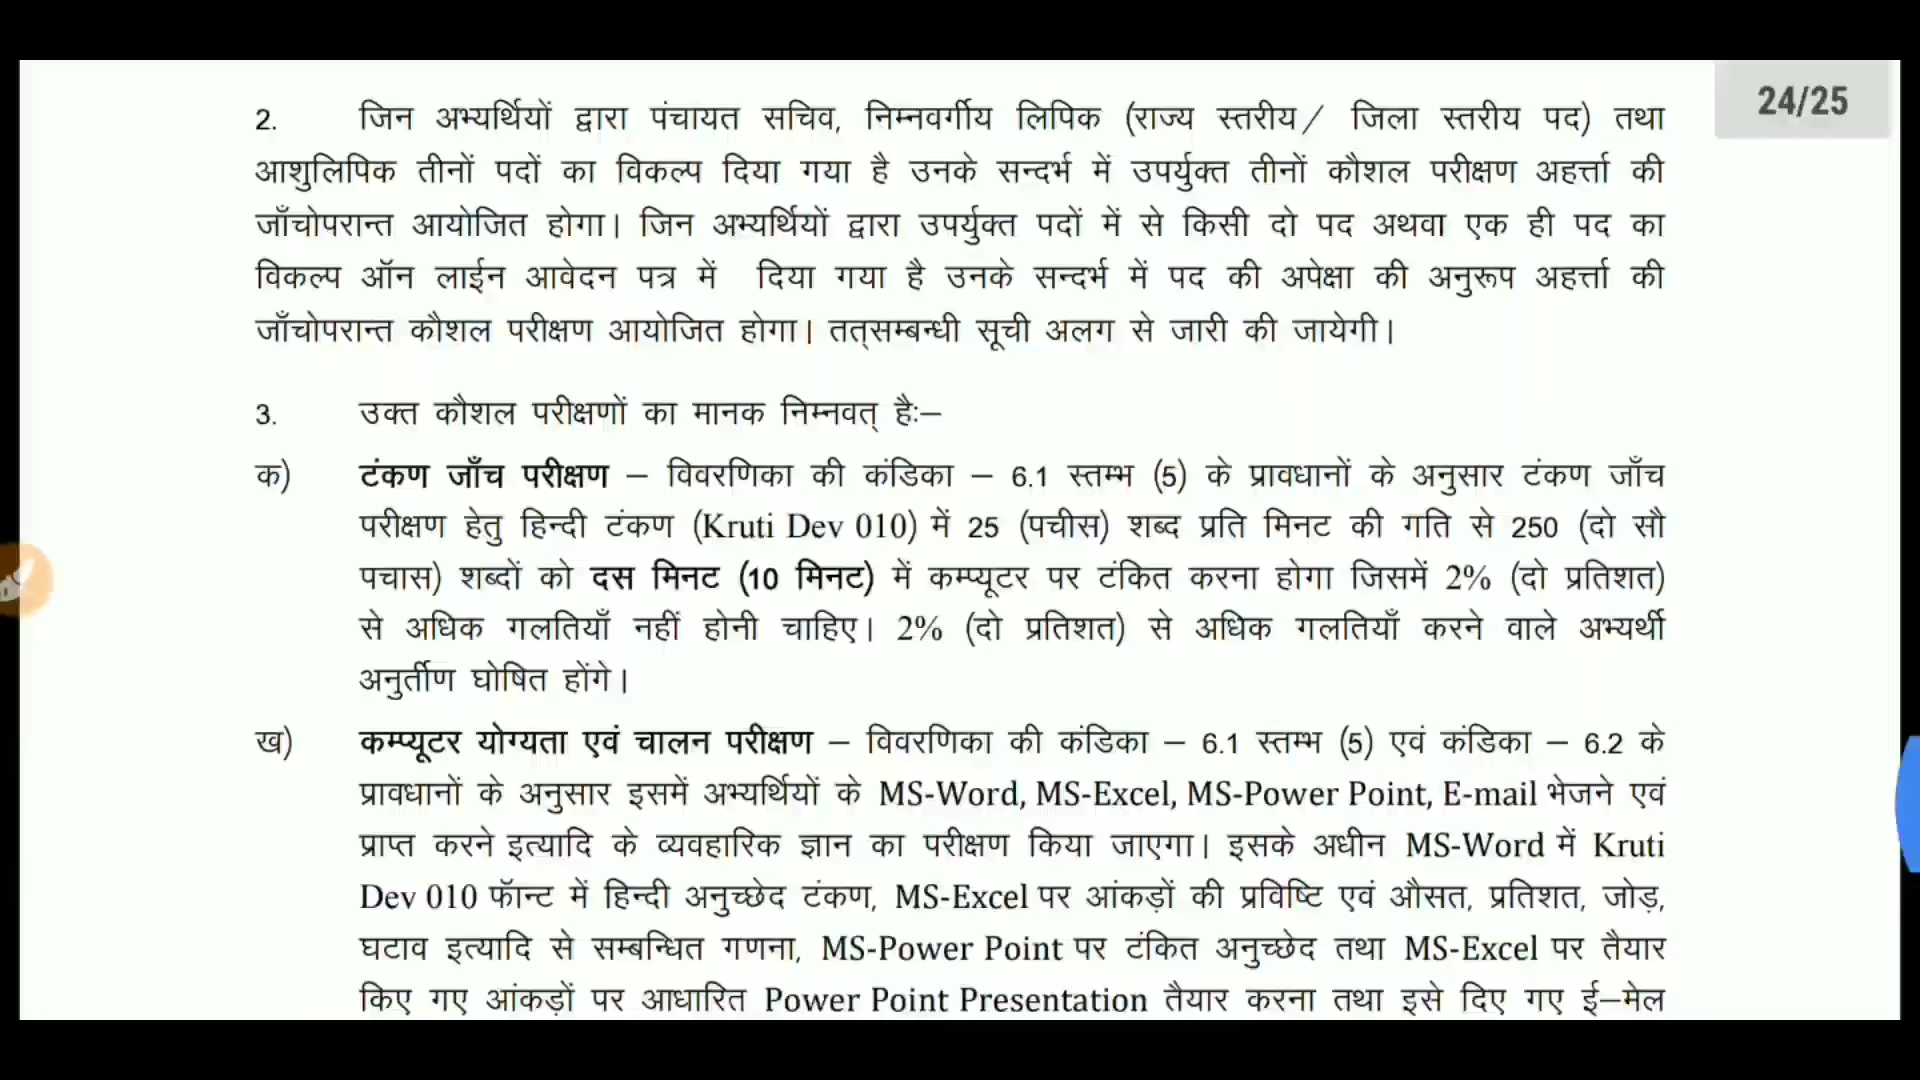 24/25
2. जिन अभ्यर्थियों द्वारा पंचायत सचिव, निम्नवर्गीय लिपिक (राज्य स्तरीय/ जिला स्तरीय पद) तथा
आशुलिपिक तीनों पदों का विकल्प दिया गया है उनके सन्दर्भ में उपर्युक्त तीनों कौशल परीक्षण अहर्त्ता की
जाँचोपरान्त आयोजित होगा। जिन अभ्यर्थियों द्वारा उपर्युक्त पदों में से किसी दो पद अथवा एक ही पद का
विकल्प ऑन लाईन आवेदन पत्र में दिया गया है उनके सन्दर्भ में पद की अपेक्षा की अनुरूप अहर्त्ता की
जाँचोपरान्त कौशल परीक्षण आयोजित होगा। तत्सम्बन्धी सूची अलग से जारी की जायेगी।
3. उक्त कौशल परीक्षणों का मानक निम्नवत् हैः–
क) टंकण जाँच परीक्षण – विवरणिका की कंडिका – 6.1 स्तम्भ (5) के प्रावधानों के अनुसार टंकण जाँच
परीक्षण हेतु हिन्दी टंकण (Kruti Dev 010) में 25 (पचीस) शब्द प्रति मिनट की गति से 250 (दो सौ
पचास) शब्दों को दस मिनट (10 मिनट) में कम्प्यूटर पर टंकित करना होगा जिसमें 2% (दो प्रतिशत)
से अधिक गलतियाँ नहीं होनी चाहिए। 2% (दो प्रतिशत) से अधिक गलतियाँ करने वाले अभ्यर्थी
अनुर्तीण घोषित होंगे।
ख) कम्प्यूटर योग्यता एवं चालन परीक्षण – विवरणिका की कंडिका – 6.1 स्तम्भ (5) एवं कंडिका – 6.2 के
प्रावधानों के अनुसार इसमें अभ्यर्थियों के MS-Word, MS-Excel, MS-Power Point, E-mail भेजने एवं
प्राप्त करने इत्यादि के व्यवहारिक ज्ञान का परीक्षण किया जाएगा। इसके अधीन MS-Word में Kruti
Dev 010 फॅान्ट में हिन्दी अनुच्छेद टंकण, MS-Excel पर आंकड़ों की प्रविष्टि एवं औसत, प्रतिशत, जोड़,
घटाव इत्यादि से सम्बन्धित गणना, MS-Power Point पर टंकित अनुच्छेद तथा MS-Excel पर तैयार
किए गए आंकड़ों पर आधारित Power Point Presentation तैयार करना तथा इसे दिए गए ई–मेल